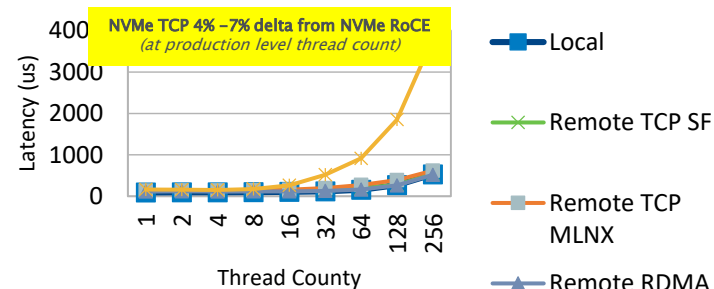 NVMe TCP 4% –7% delta from NVMe RoCE
(at production level thread count)
Latency (us)
400
3000
2000
1000
0
1
2
4
8
16
32
64
128
256
Thread County
Local
Remote TCP SF
Remote TCP
MLNX
Remote RDMA